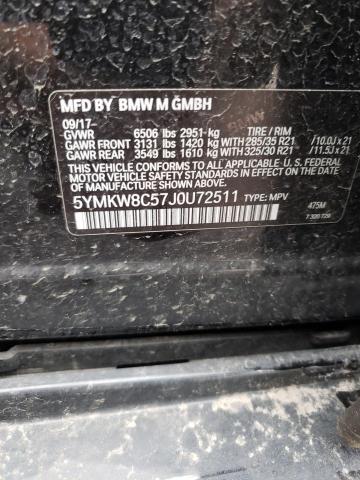 MFD BY BMW M GMBH
09/17
GVWR 6506 lbs 2951 kg TIRE / RIM
GAWR FRONT 3131 lbs 1420 kg WITH 285/35 R21 /10.0J x 21
GAWR REAR 3549 lbs 1610 kg WITH 325/30 R21 /11.5J x 21
THIS VEHICLE CONFORMS TO ALL APPLICABLE U.S. FEDERAL
MOTOR VEHICLE SAFETY STANDARDS IN EFFECT ON THE DATE OF MANUFACTURE SHOWN ABOVE.
5YMKW8C57J0U72511 TYPE: MPV
475M
7 320 729